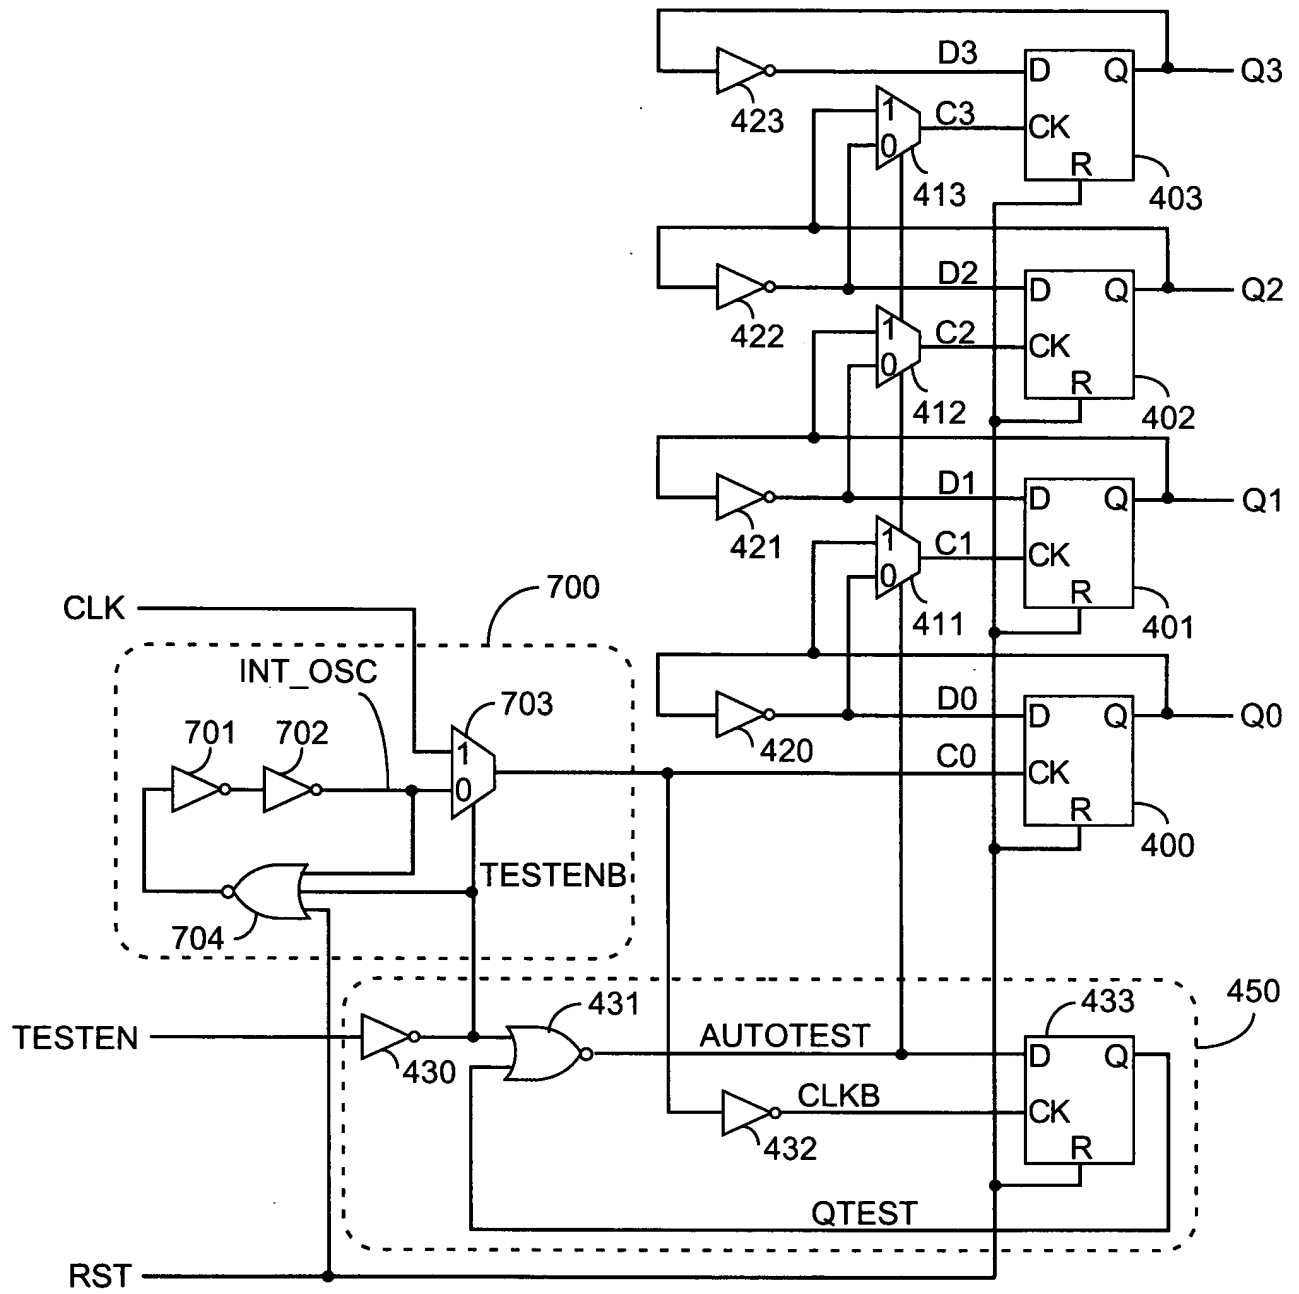 D3
D Q Q3
423
1 C3
CK
0
R
413
403
D2
D Q Q2
422
1 C2
CK
0
R
412
402
D1
D Q Q1
421
1 C1
CK
0
R
411
401
700
CLK
INT_OSC
703
D0
D Q Q0
701 702
420
1
C0
CK
0
R
400
TESTENB
704
431
433
450
TESTEN
AUTOTEST
D Q
430
CLKB
CK
432
R
QTEST
RST